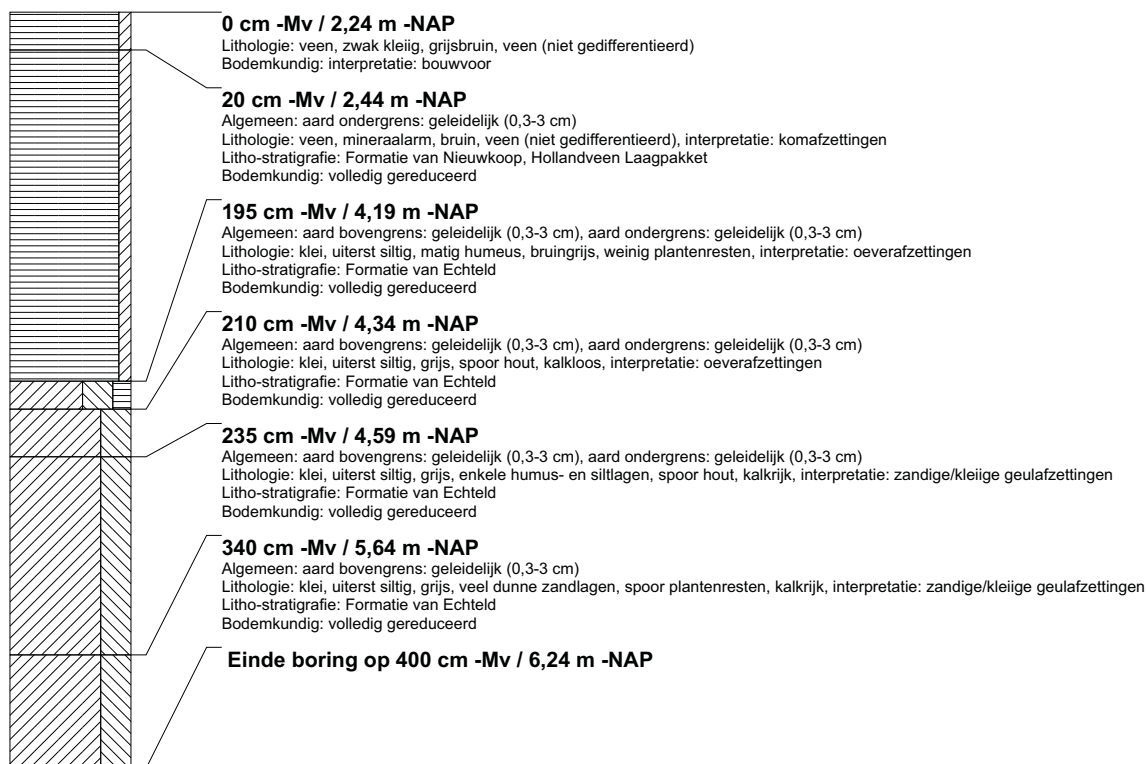 0 cm -Mv / 2,24 m -NAP
Lithologie: veen, zwak kleiig, grijsbruin, veen (niet gedifferentieerd)
Bodemkundig: interpretatie: bouwvoor
20 cm -Mv / 2,44 m -NAP
Algemeen: aard ondergrens: geleidelijk (0,3-3 cm)
Lithologie: veen, mineraalarm, bruin, veen (niet gedifferentieerd), interpretatie: komafzettingen
Litho-stratigrafie: Formatie van Nieuwkoop, Hollandveen Laagpakket
Bodemkundig: volledig gereduceerd
195 cm -Mv / 4,19 m -NAP
Algemeen: aard bovengrens: geleidelijk (0,3-3 cm), aard ondergrens: geleidelijk (0,3-3 cm)
Lithologie: klei, uiterst siltig, matig humeus, bruingrijs, weinig plantenresten, interpretatie: oeverafzettingen
Litho-stratigrafie: Formatie van Echteld
Bodemkundig: volledig gereduceerd
210 cm -Mv / 4,34 m -NAP
Algemeen: aard bovengrens: geleidelijk (0,3-3 cm), aard ondergrens: geleidelijk (0,3-3 cm)
Lithologie: klei, uiterst siltig, grijs, spoor hout, kalkloos, interpretatie: oeverafzettingen
Litho-stratigrafie: Formatie van Echteld
Bodemkundig: volledig gereduceerd
235 cm -Mv / 4,59 m -NAP
Algemeen: aard bovengrens: geleidelijk (0,3-3 cm), aard ondergrens: geleidelijk (0,3-3 cm)
Lithologie: klei, uiterst siltig, grijs, enkele humus- en siltlagen, spoor hout, kalkrijk, interpretatie: zandige/kleiige geulafzettingen
Litho-stratigrafie: Formatie van Echteld
Bodemkundig: volledig gereduceerd
340 cm -Mv / 5,64 m -NAP
Algemeen: aard bovengrens: geleidelijk (0,3-3 cm)
Lithologie: klei, uiterst siltig, grijs, veel dunne zandlagen, spoor plantenresten, kalkrijk, interpretatie: zandige/kleiige geulafzettingen
Litho-stratigrafie: Formatie van Echteld
Bodemkundig: volledig gereduceerd
Einde boring op 400 cm -Mv / 6,24 m -NAP